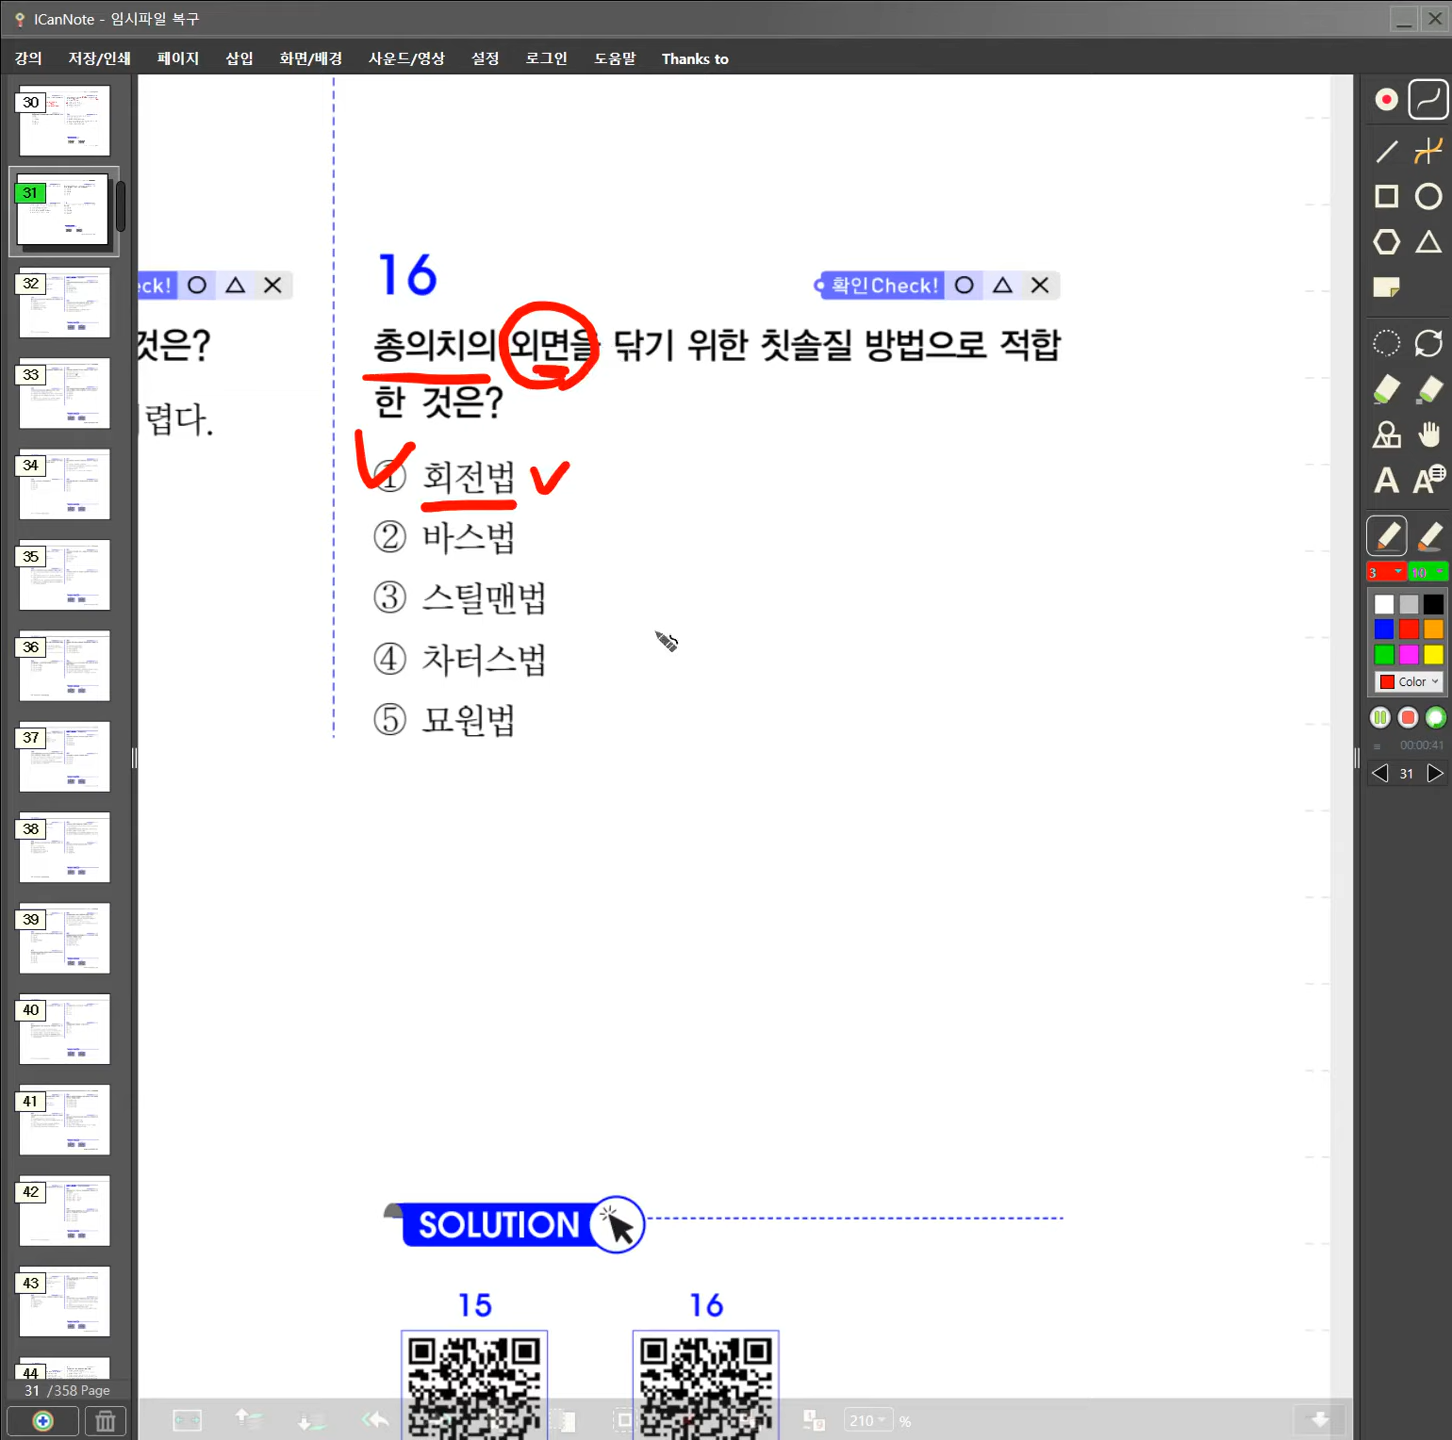 ICanNote - 임시파일 복구
강의 저장/인쇄 페이지 삽입 화면/배경 사운드/영상 설정 로그인 도움말 Thanks to
30
31
32
33
34
35
36
37
38
39
40
41
42
43
44
31 /358 Page
eck!
것은?
렵다.
16
확인Check!
총의치의 외면을 닦기 위한 칫솔질 방법으로 적합
한 것은?
① 회전법
② 바스법
③ 스틸맨법
④ 차터스법
⑤ 묘원법
SOLUTION
15 16
210 %
A A
3 10
Color
00:00:41
31